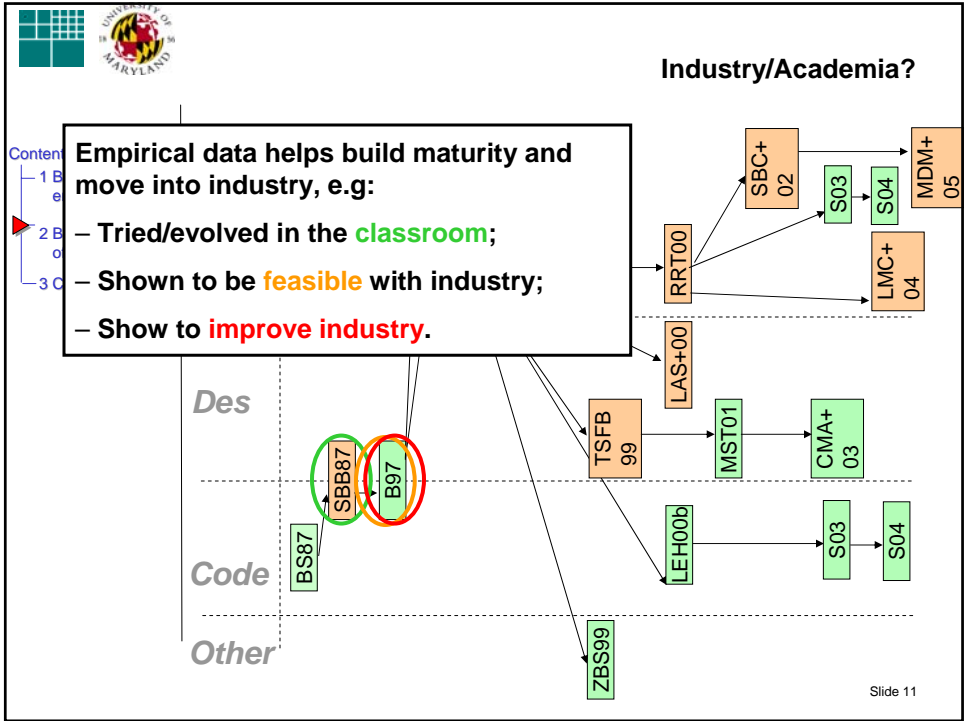 UNIVERSITY OF
18 56
MARYLAND
Industry/Academia?
Content
1 B
e
2 B
o
3 C
Empirical data helps build maturity and
move into industry, e.g:
– Tried/evolved in the classroom;
– Shown to be feasible with industry;
– Show to improve industry.
SBC+
02
S03
S04
MDM+
05
RRT00
LMC+
04
LAS+00
Des
TSFB
99
MST01
CMA+
03
SBB87
B97
BS87
LEH00b
S03
S04
Code
Other
ZBS99
Slide 11